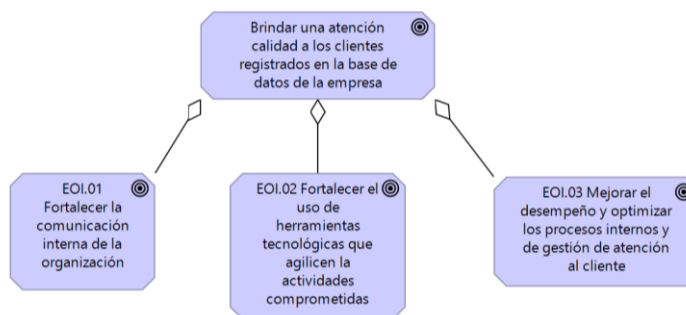 Brindar una atención
calidad a los clientes
registrados en la base de
datos de la empresa
EOI.01
Fortalecer la
comunicación
interna de la
organización
EOI.02 Fortalecer el
uso de
herramientas
tecnológicas que
agilicen la
actividades
comprometidas
EOI.03 Mejorar el
desempeño y optimizar
los procesos internos y
de gestión de atención
al cliente